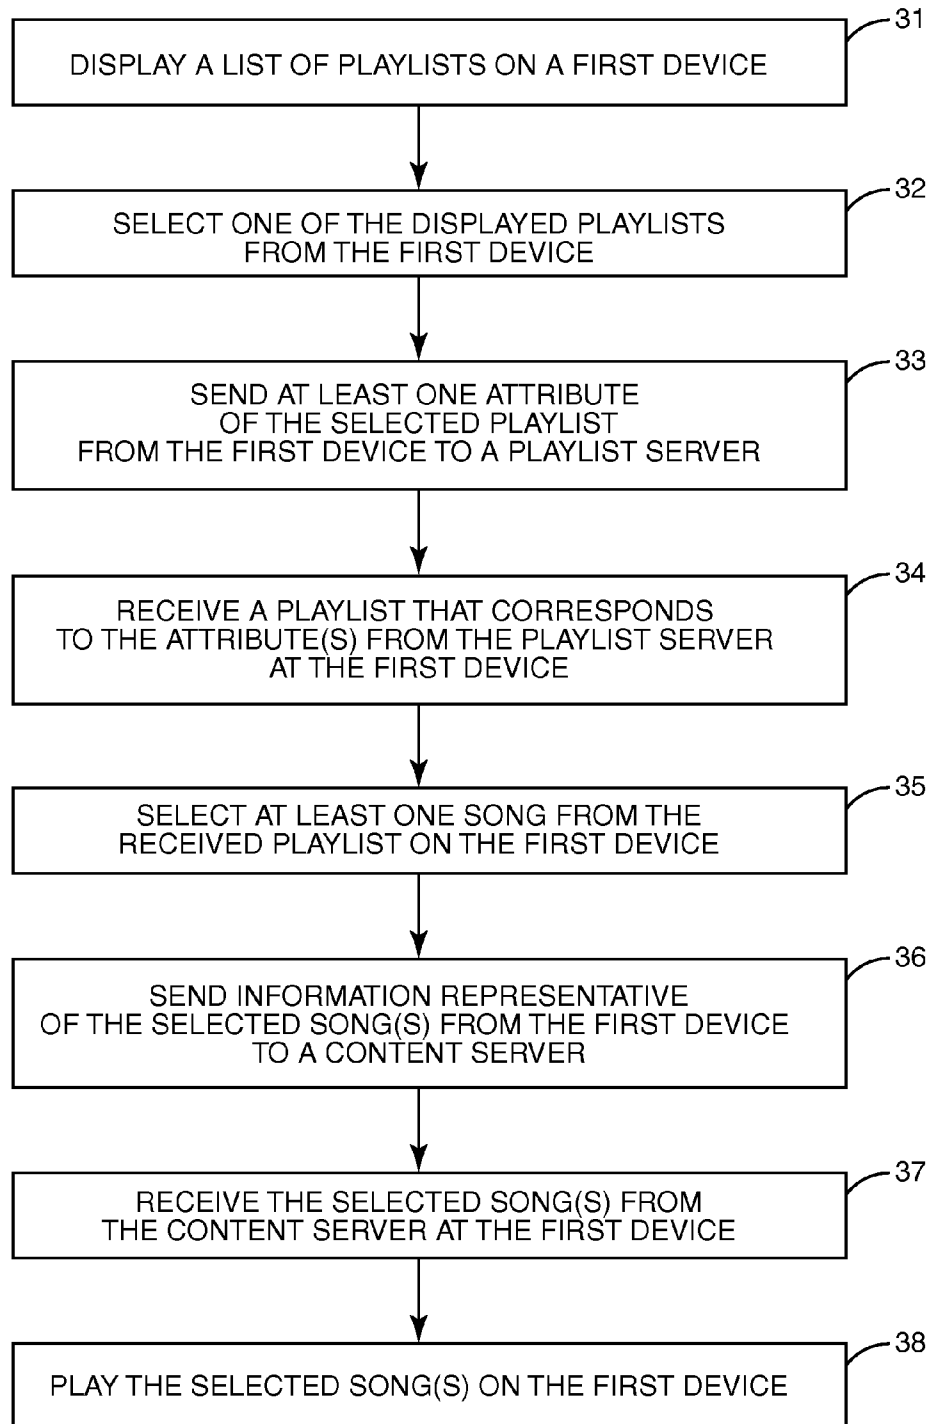 31
DISPLAY A LIST OF PLAYLISTS ON A FIRST DEVICE
32
SELECT ONE OF THE DISPLAYED PLAYLISTS
FROM THE FIRST DEVICE
33
SEND AT LEAST ONE ATTRIBUTE
OF THE SELECTED PLAYLIST
FROM THE FIRST DEVICE TO A PLAYLIST SERVER
34
RECEIVE A PLAYLIST THAT CORRESPONDS
TO THE ATTRIBUTE(S) FROM THE PLAYLIST SERVER
AT THE FIRST DEVICE
35
SELECT AT LEAST ONE SONG FROM THE
RECEIVED PLAYLIST ON THE FIRST DEVICE
36
SEND INFORMATION REPRESENTATIVE
OF THE SELECTED SONG(S) FROM THE FIRST DEVICE
TO A CONTENT SERVER
37
RECEIVE THE SELECTED SONG(S) FROM
THE CONTENT SERVER AT THE FIRST DEVICE
38
PLAY THE SELECTED SONG(S) ON THE FIRST DEVICE